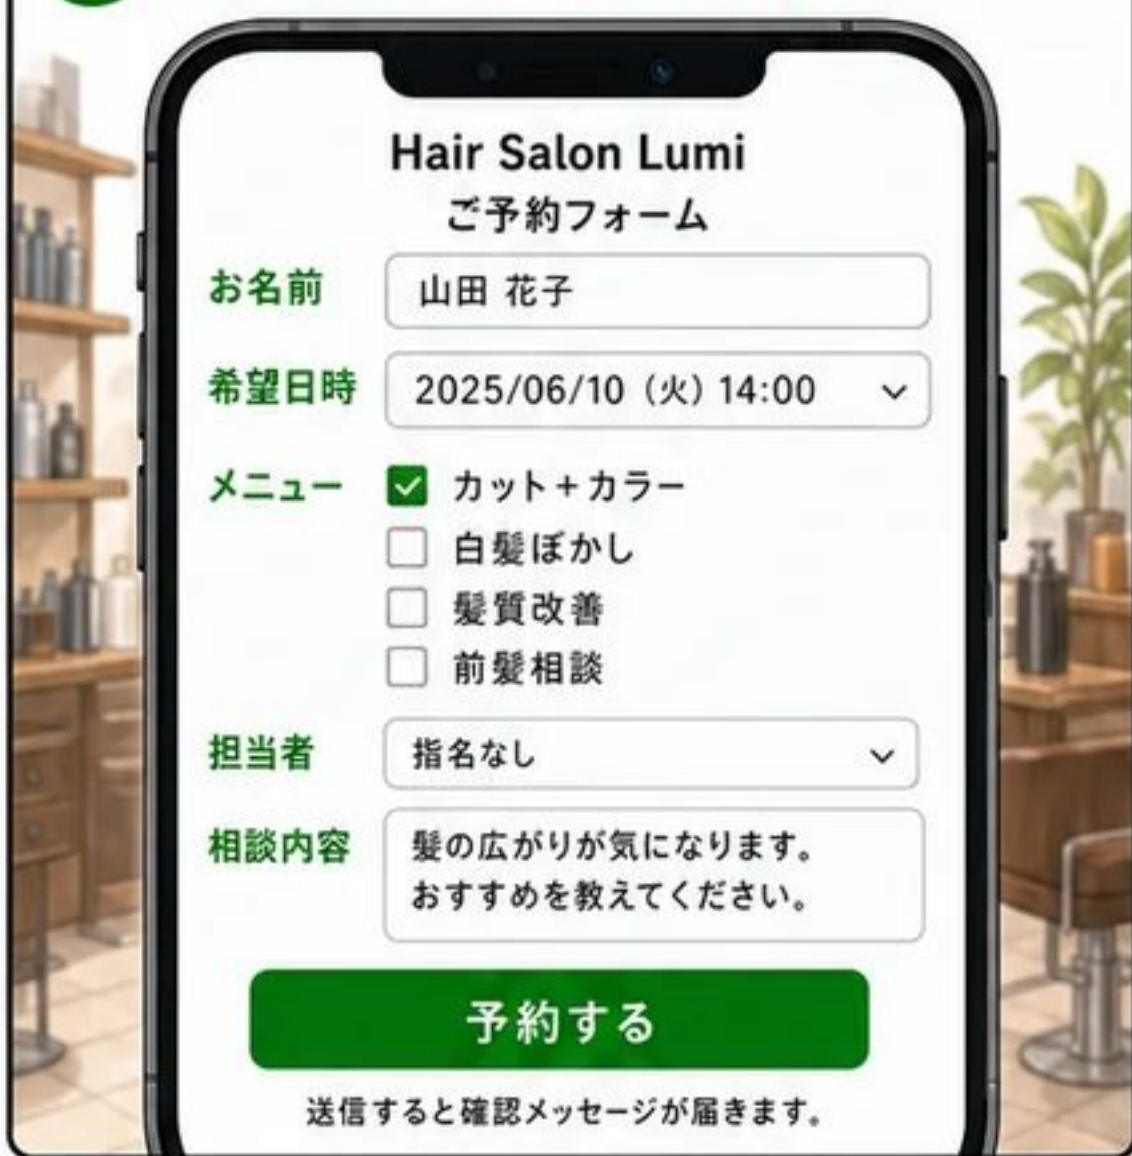 Hair Salon Lumi
ご予約フォーム
お名前 山田 花子
希望日時 2025/06/10 (火) 14:00
メニュー カット+カラー
白髪ぼかし
髪質改善
前髪相談
担当者 指名なし
相談内容 髪の広がりが気になります。
おすすめを教えてください。
予約する
送信すると確認メッセージが届きます。